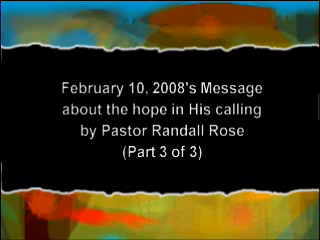 February 10, 2008's Message
about the hope in His calling
by Pastor Randall Rose
(Part 3 of 3)